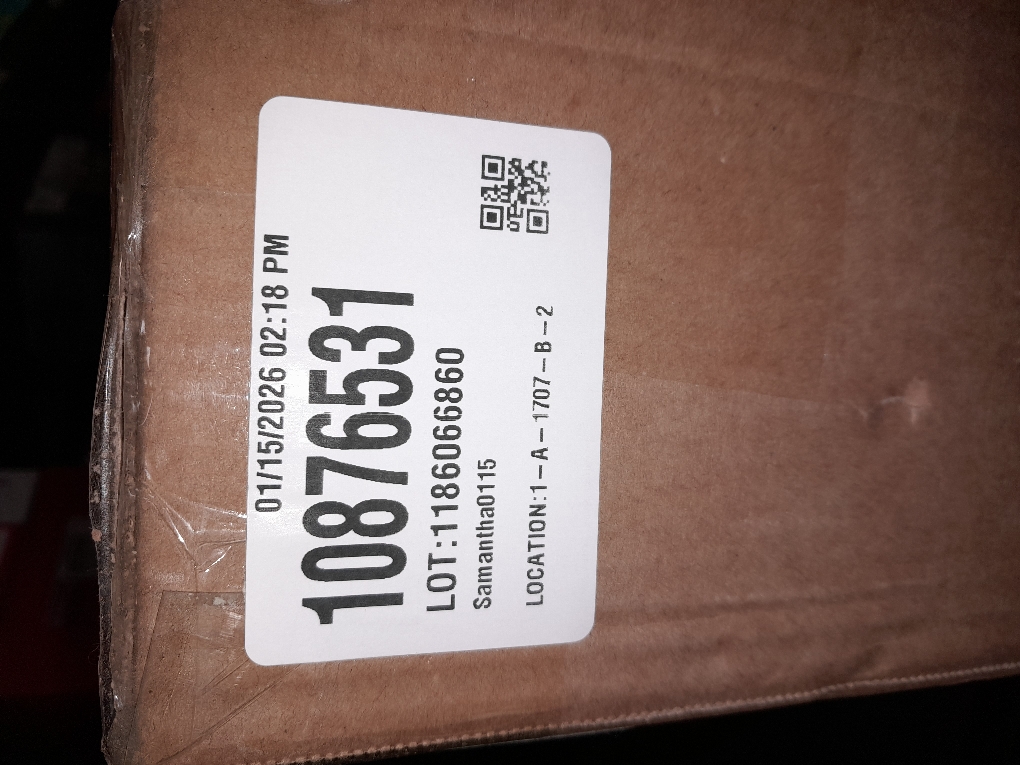 01/15/2026 02:18 PM
10876531
LOT:1186066860
Samantha0115
LOCATION:1-A-1707-B-2